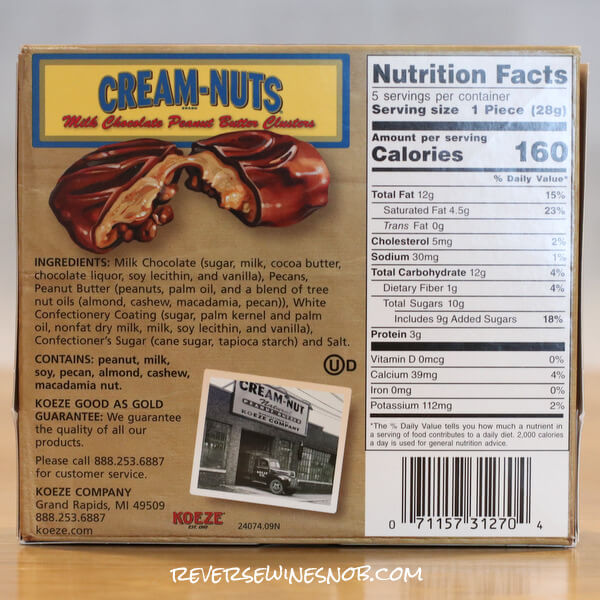 CREAM-NUTS
BRAND
Milk Chocolate Peanut Butter Clusters
INGREDIENTS: Milk Chocolate (sugar, milk, cocoa butter,
chocolate liquor, soy lecithin, and vanilla), Pecans,
Peanut Butter (peanuts, palm oil, and a blend of tree
nut oils (almond, cashew, macadamia, pecan)), White
Confectionery Coating (sugar, palm kernel and palm
oil, nonfat dry milk, milk, soy lecithin, and vanilla),
Confectioner's Sugar (cane sugar, tapioca starch) and Salt.
CONTAINS: peanut, milk,
soy, pecan, almond, cashew,
macadamia nut.
U D
KOEZE GOOD AS GOLD
GUARANTEE: We guarantee
the quality of all our
products.
Please call 888.253.6887
for customer service.
KOEZE COMPANY
Grand Rapids, MI 49509
888.253.6887
koeze.com
CREAM-NUT
PEANUT BUTTER
KOEZE COMPANY
KOEZE
EST. 1910
24074.09N
Nutrition Facts
5 servings per container
Serving size 1 Piece (28g)
Amount per serving
Calories 160
% Daily Value*
Total Fat 12g 15%
Saturated Fat 4.5g 23%
Trans Fat 0g
Cholesterol 5mg 2%
Sodium 30mg 1%
Total Carbohydrate 12g 4%
Dietary Fiber 1g 4%
Total Sugars 10g
Includes 9g Added Sugars 18%
Protein 3g
Vitamin D 0mcg 0%
Calcium 39mg 4%
Iron 0mg 0%
Potassium 112mg 2%
*The % Daily Value tells you how much a nutrient in
a serving of food contributes to a daily diet. 2,000 calories
a day is used for general nutrition advice.
0 71157 31270 4
REVERSEWINESNOB.COM